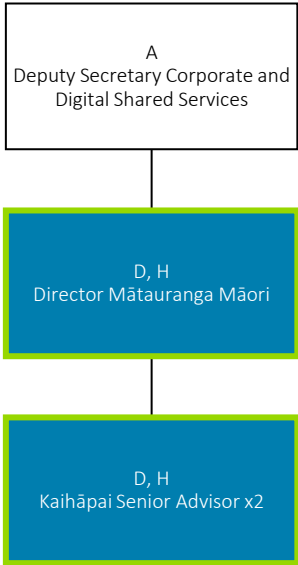 A
Deputy Secretary Corporate and
Digital Shared Services
D, H
Director Mātauranga Māori
D, H
Kaihāpai Senior Advisor x2